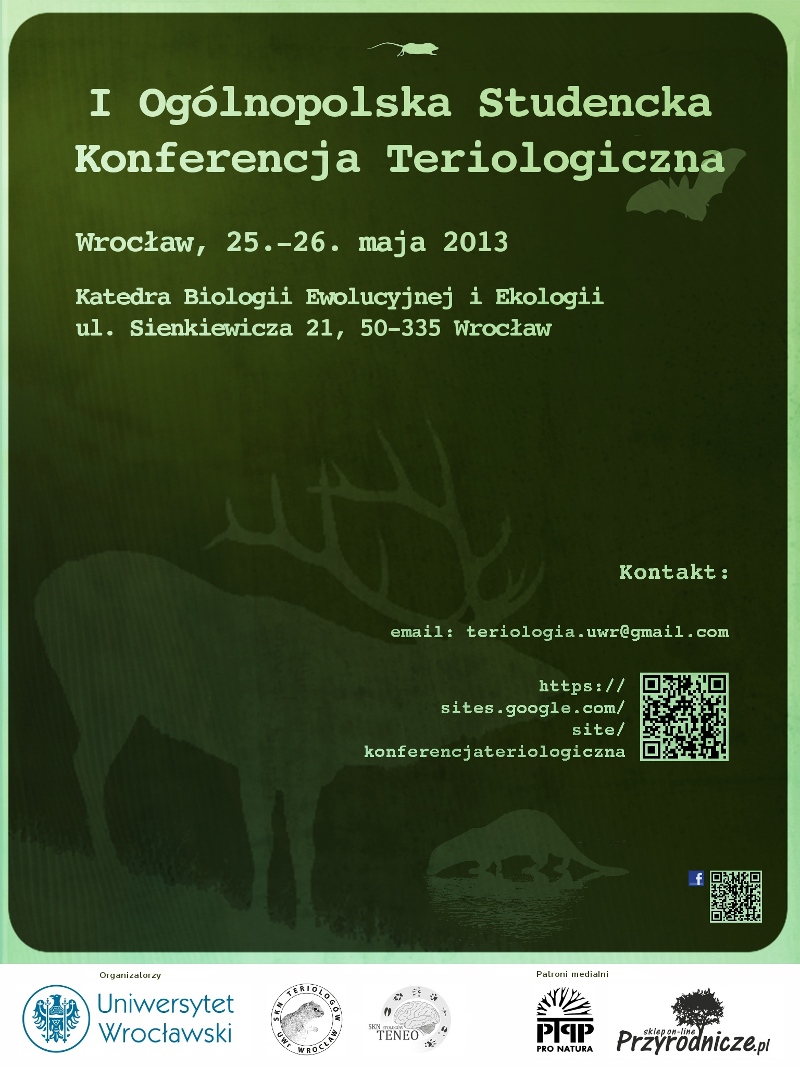 I Ogólnopolska Studencka
Konferencja Teriologiczna
Wrocław, 25.-26. maja 2013
Katedra Biologii Ewolucyjnej i Ekologii
ul. Sienkiewicza 21, 50-335 Wrocław
Kontakt:
email: teriologia.uwr@gmail.com
https://
sites.google.com/
site/
konferencjateriologiczna
f
Organizatorzy
Patroni medialni
Uniwersytet
Wrocławski
SKN TERIOLOGÓW
UWr WROCŁAW
SKN
TENEO
PTPP
PRO NATURA
sklep on-line
Przyrodnicze.pl